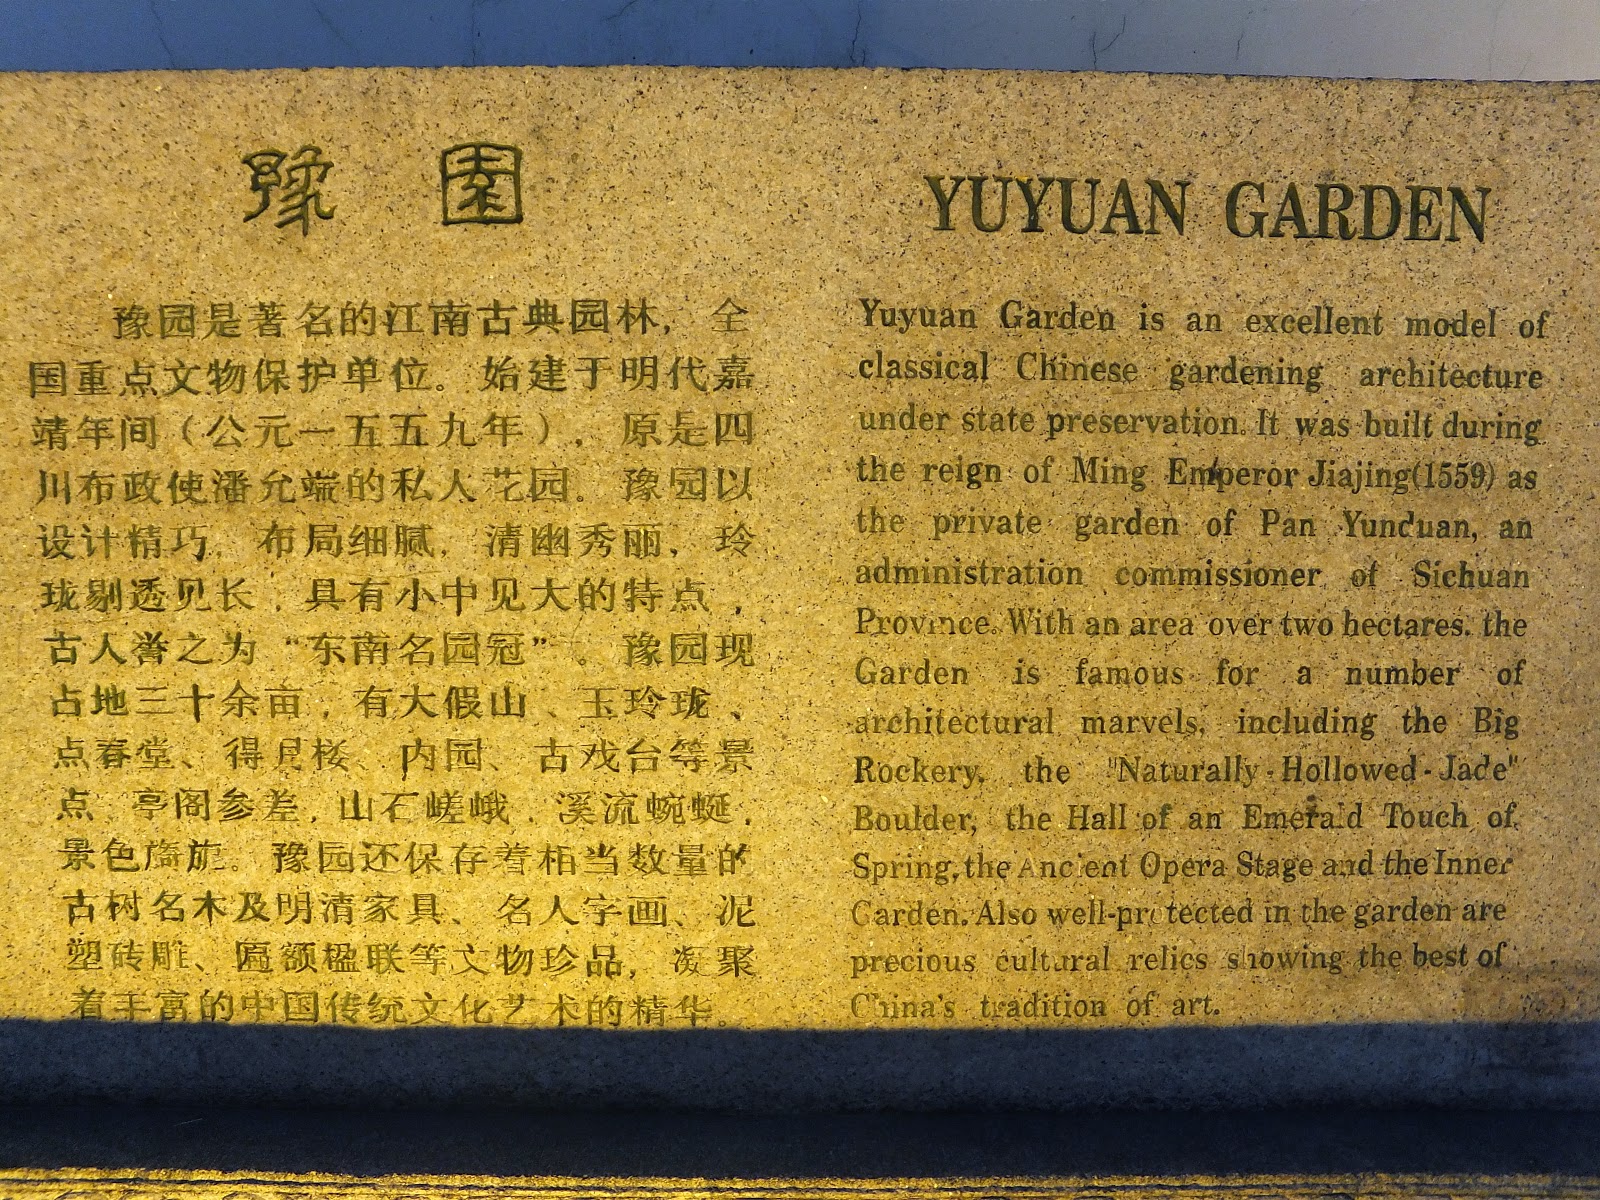 豫 园
豫园是著名的江南古典园林，全
国重点文物保护单位。始建于明代嘉
靖年间（公元一五五九年），原是四
川布政使潘允端的私人花园。豫园以
设计精巧，布局细腻，清幽秀丽，玲
珑剔透见长，具有小中见大的特点，
古人誉之为“东南名园冠”。豫园现
占地三十余亩，有大假山、玉玲珑、
点春堂、得月楼、内园、古戏台等景
点，亭阁参差，山石嵯峨，溪流蜿蜒，
景色旖旎。豫园还保存着相当数量的
古树名木及明清家具、名人字画、泥
塑砖雕、匾额楹联等文物珍品，凝聚
着丰富的中国传统文化艺术的精华。
YUYUAN GARDEN
Yuyuan Garden is an excellent model of
classical Chinese gardening architecture
under state preservation. It was built during
the reign of Ming Emperor Jiajing(1559) as
the private garden of Pan Yunduan, an
administration commissioner of Sichuan
Province. With an area over two hectares. the
Garden is famous for a number of
architectural marvels, including the Big
Rockery, the "Naturally-Hollowed-Jade"
Boulder, the Hall of an Emerald Touch of
Spring, the Ancient Opera Stage and the Inner
Garden. Also well-protected in the garden are
precious cultural relics showing the best of
China's tradition of art.